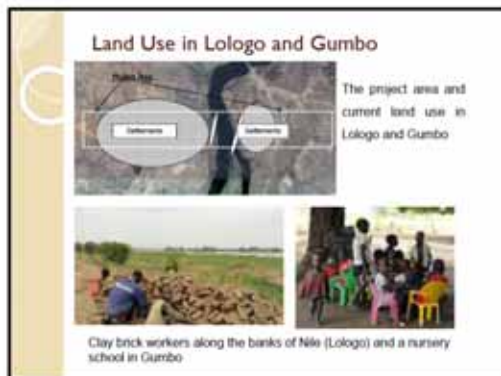 Land Use in Lologo and Gumbo
Settlements
Settlements
The project area and
current land use in
Lologo and Gumbo
Clay brick workers along the banks of Nile (Lologo) and a nursery
school in Gumbo